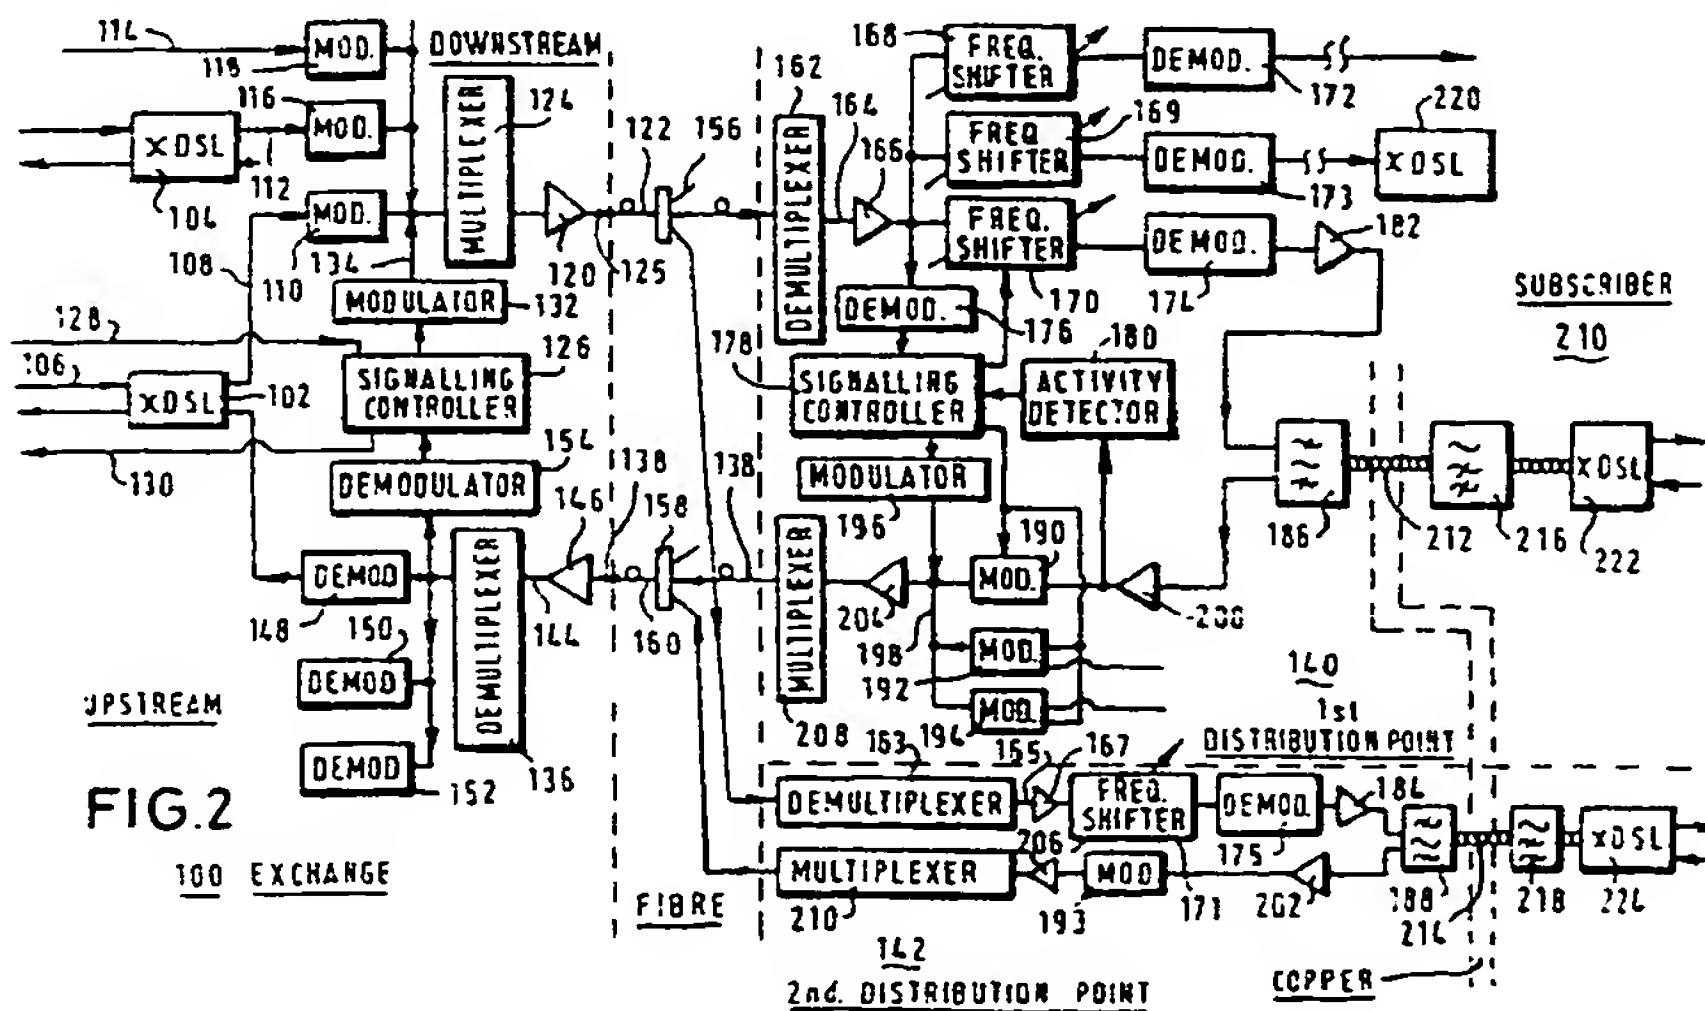 114
118
MOD.
DOWNSTREAM
116
MOD.
XDSL
112
112
104
MOD.
110
108
134
MULTIPLEXER
124
120
125
122
156
MODULATOR
132
128
106
XDSL
102
SIGNALLING
CONTROLLER
126
130
DEMODULATOR
154
DEMOD
148
150
DEMOD
DEMOD
152
DEMULTIPLEXER
136
144
146
138
158
160
138
UPSTREAM
FIG.2
100 EXCHANGE
FIBRE
162
DEMULTIPLEXER
164
166
168
FREQ.
SHIFTER
DEMOD.
172
169
FREQ.
SHIFTER
DEMOD.
173
220
XDSL
FREQ.
SHIFTER
170
DEMOD.
174
182
DEMOD.
176
178
SIGNALLING
CONTROLLER
180
ACTIVITY
DETECTOR
SUBSCRIBER
210
MODULATOR
196
186
212
216
XDSL
222
MULTIPLEXER
208
204
198
190
MOD.
200
MOD.
192
MOD.
194
140
1st
DISTRIBUTION POINT
163
DEMULTIPLEXER
165
167
FREQ.
SHIFTER
171
DEMOD.
175
184
188
214
218
XDSL
224
MULTIPLEXER
210
206
MOD
193
202
142
2nd. DISTRIBUTION POINT
COPPER